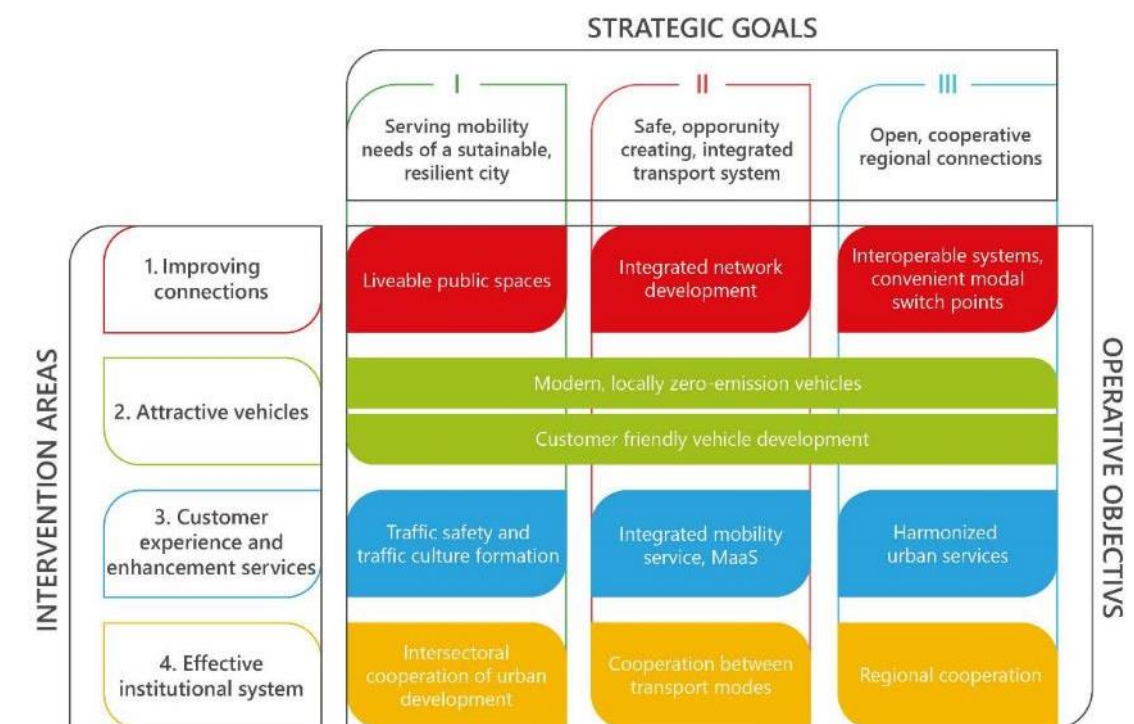 STRATEGIC GOALS
I
II
III
Serving mobility
needs of a sutainable,
resilient city
Safe, opporunity
creating, integrated
transport system
Open, cooperative
regional connections
INTERVENTION AREAS
OPERATIVE OBJECTIVS
1. Improving
connections
Liveable public spaces
Integrated network
development
Interoperable systems,
convenient modal
switch points
2. Attractive vehicles
Modern, locally zero-emission vehicles
Customer friendly vehicle development
3. Customer
experience and
enhancement services
Traffic safety and
traffic culture formation
Integrated mobility
service, MaaS
Harmonized
urban services
4. Effective
institutional system
Intersectoral
cooperation of urban
development
Cooperation between
transport modes
Regional cooperation